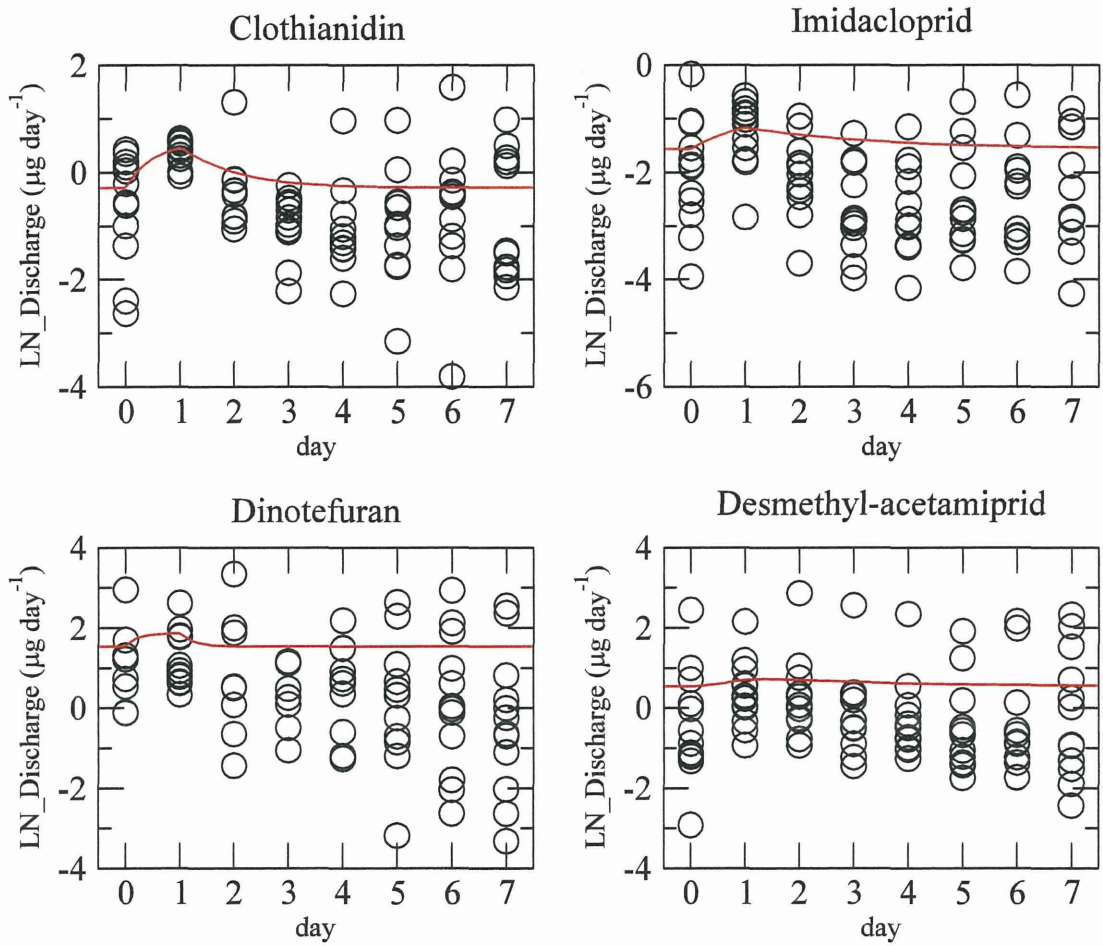 Clothianidin
LN_Discharge (µg day-1)
2
0
-2
-4
0 1 2 3 4 5 6 7
day
Imidacloprid
LN_Discharge (µg day-1)
0
-2
-4
-6
0 1 2 3 4 5 6 7
day
Dinotefuran
LN_Discharge (µg day-1)
4
2
0
-2
-4
0 1 2 3 4 5 6 7
day
Desmethyl-acetamiprid
LN_Discharge (µg day-1)
4
2
0
-2
-4
0 1 2 3 4 5 6 7
day